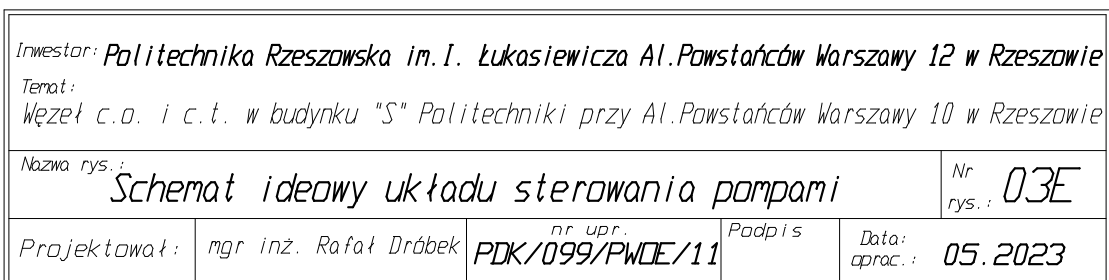 Inwestor: Politechnika Rzeszowska im.I. Łukasiewicza Al.Powstańców Warszawy 12 w Rzeszowie
Temat:
Węzeł c.o. i c.t. w budynku "S" Politechniki przy Al.Powstańców Warszawy 10 w Rzeszowie
Nazwa rys.:
Schemat ideowy układu sterowania pompami
Nr
rys.: 03E
Projektował: mgr inż. Rafał Dróbek
nr upr.
PDK/099/PWOE/11
Podpis
Data:
oprac.: 05.2023